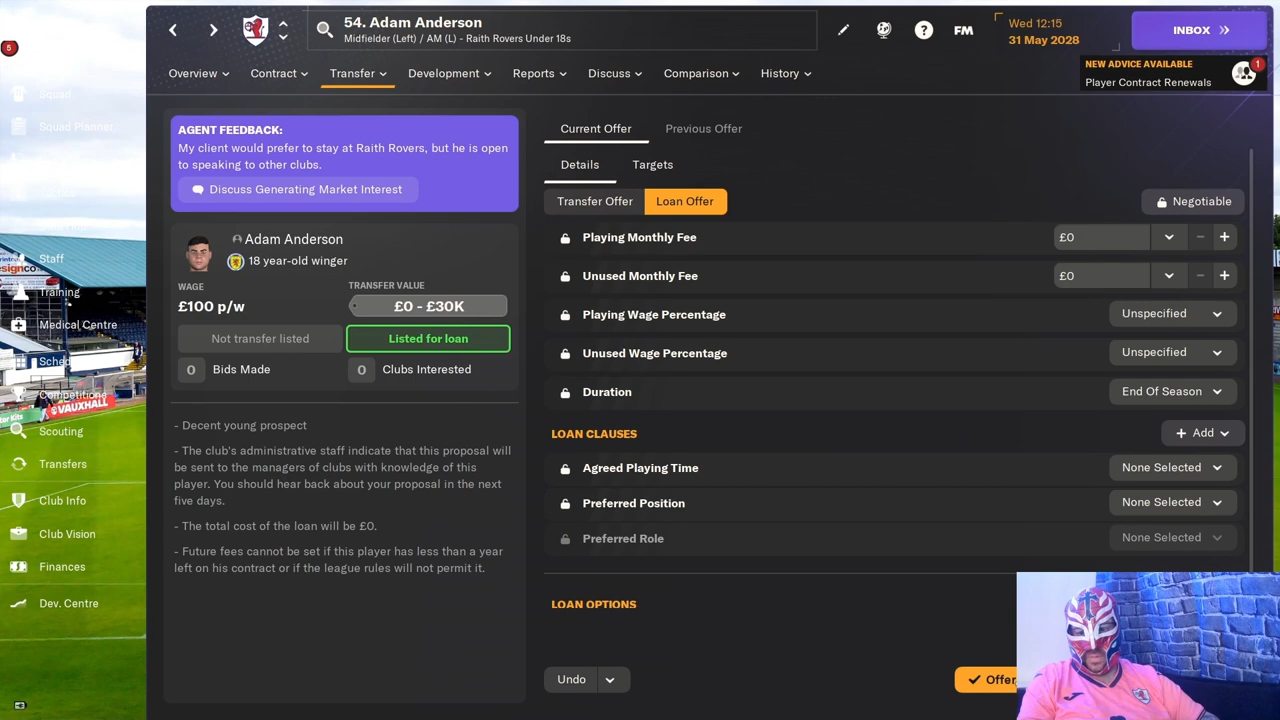 54. Adam Anderson
Midfielder (Left) / AM (L) - Raith Rovers Under 18s
FM
Wed 12:15
31 May 2028
INBOX
5
Overview
Contract
Transfer
Development
Reports
Discuss
Comparison
History
NEW ADVICE AVAILABLE
Player Contract Renewals
1
Squad
Squad Planner
Staff
Training
Medical Centre
Sched
Competitions
VAUXHALL
Scouting
Transfers
Club Info
Club Vision
Finances
Dev. Centre
AGENT FEEDBACK:
My client would prefer to stay at Raith Rovers, but he is open
to speaking to other clubs.
Discuss Generating Market Interest
Adam Anderson
18 year-old winger
WAGE
TRANSFER VALUE
£100 p/w
£0 - £30K
Not transfer listed
Listed for loan
0 Bids Made
0 Clubs Interested
- Decent young prospect
- The club's administrative staff indicate that this proposal will
be sent to the managers of clubs with knowledge of this
player. You should hear back about your proposal in the next
five days.
- The total cost of the loan will be £0.
- Future fees cannot be set if this player has less than a year
left on his contract or if the league rules will not permit it.
Current Offer
Previous Offer
Details
Targets
Transfer Offer
Loan Offer
Negotiable
Playing Monthly Fee
£0
Unused Monthly Fee
£0
Playing Wage Percentage
Unspecified
Unused Wage Percentage
Unspecified
Duration
End Of Season
LOAN CLAUSES
Add
Agreed Playing Time
None Selected
Preferred Position
None Selected
Preferred Role
None Selected
LOAN OPTIONS
Undo
Offer